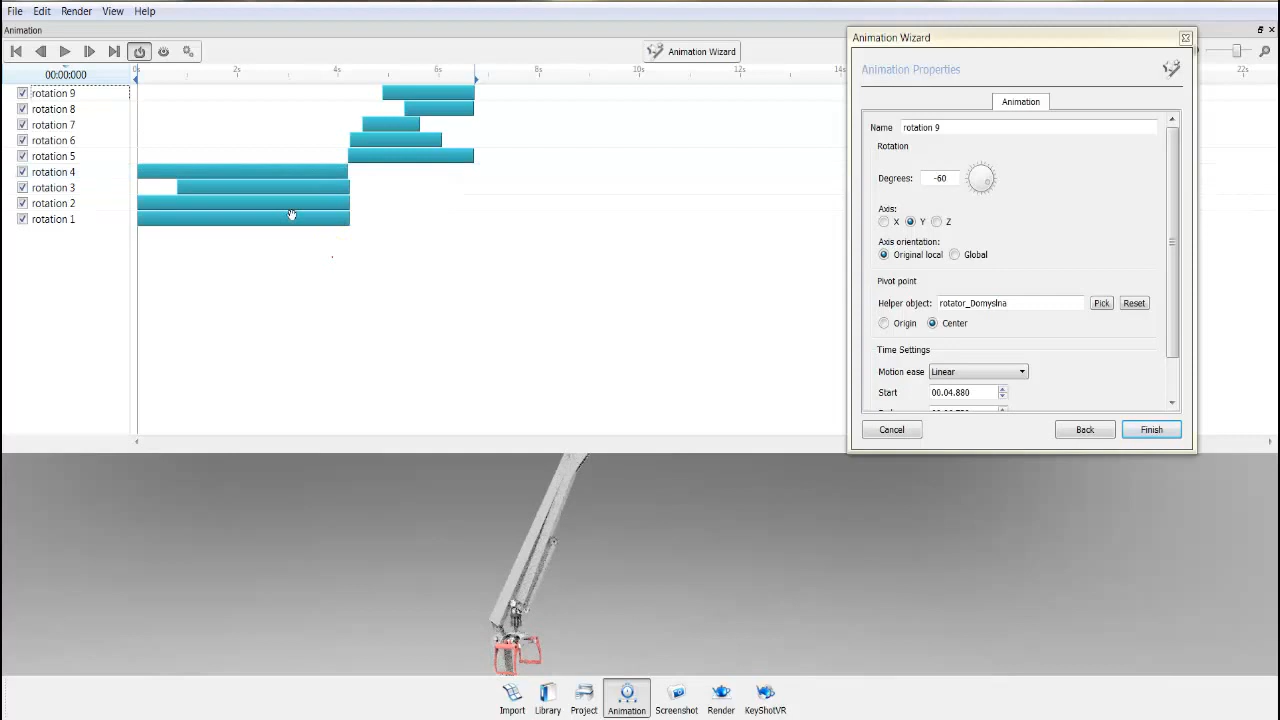 File Edit Render View Help
Animation
Animation Wizard
00:00:000
0s 2s 4s 6s 8s 10s 12s 14s 22s
rotation 9
rotation 8
rotation 7
rotation 6
rotation 5
rotation 4
rotation 3
rotation 2
rotation 1
Animation Wizard
Animation Properties
Animation
Name rotation 9
Rotation
Degrees: -60
Axis:
X Y Z
Axis orientation:
Original local Global
Pivot point
Helper object: rotator_Domyslna Pick Reset
Origin Center
Time Settings
Motion ease Linear
Start 00.04.880
Cancel Back Finish
Import Library Project Animation Screenshot Render KeyShotVR